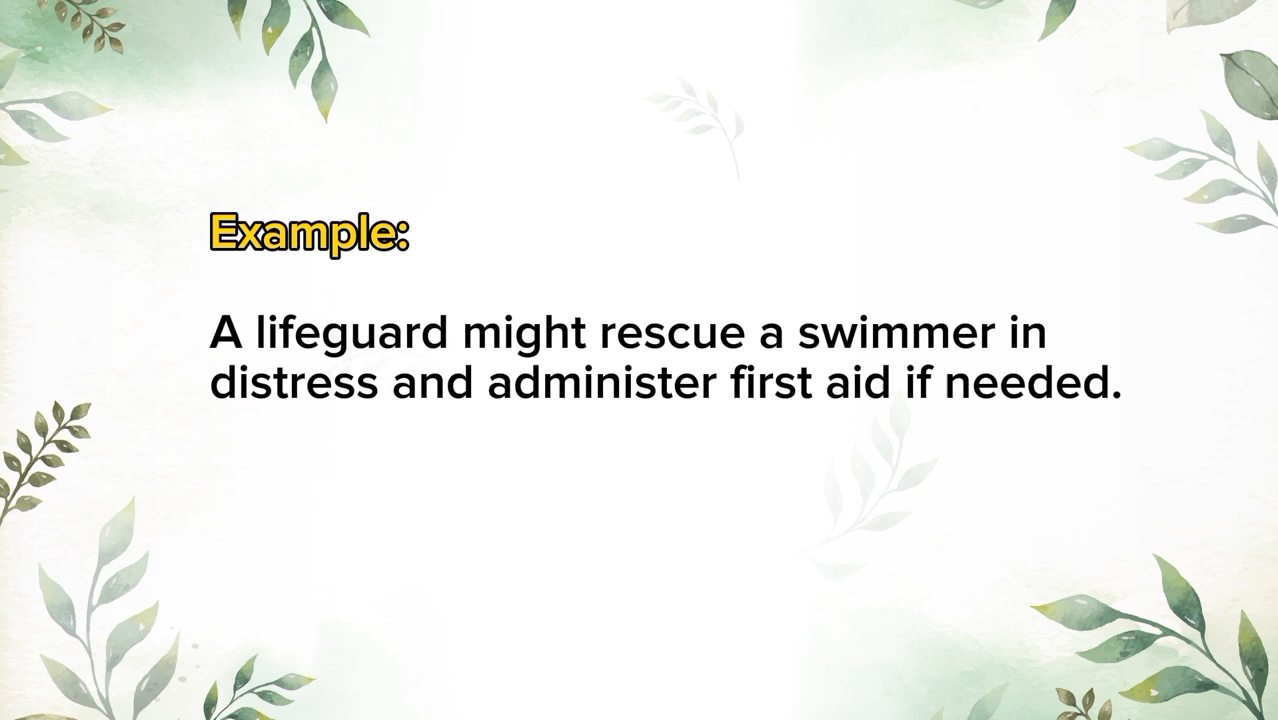 Example:
A lifeguard might rescue a swimmer in
distress and administer first aid if needed.